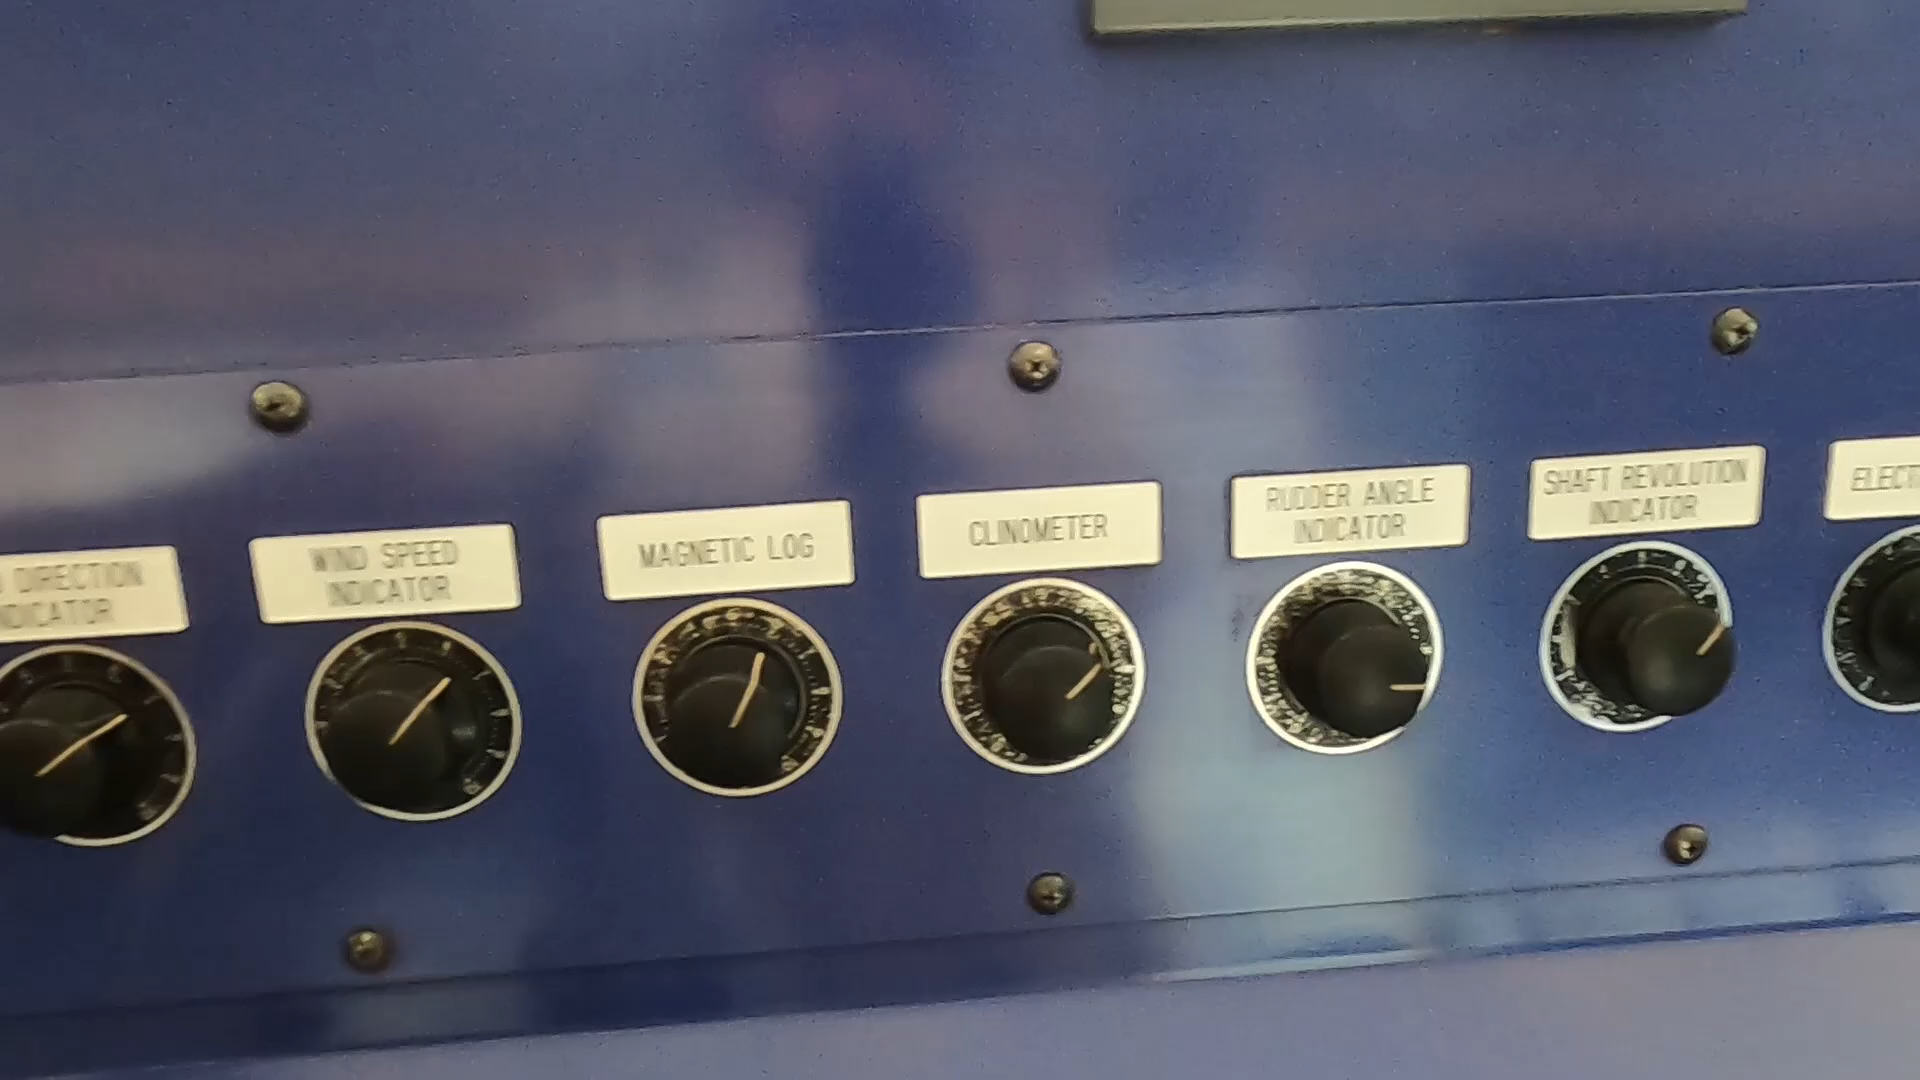 DIRECTION
INDICATOR
WIND SPEED
INDICATOR
MAGNETIC LOG
CLINOMETER
RUDDER ANGLE
INDICATOR
SHAFT REVOLUTION
INDICATOR